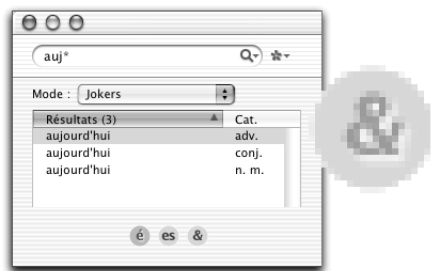 auj*
Mode : Jokers
Résultats (3) Cat.
aujourd'hui adv.
aujourd'hui conj.
aujourd'hui n. m.
é es &
&